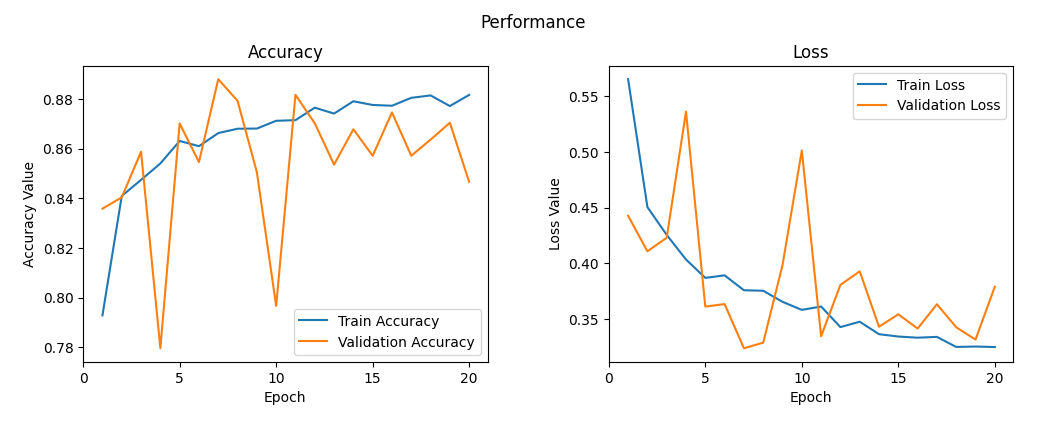 Performance
Accuracy
Accuracy Value
0.88
0.86
0.84
0.82
0.80
0.78
0
5
10
15
20
Epoch
Train Accuracy
Validation Accuracy
Loss
Loss Value
0.55
0.50
0.45
0.40
0.35
0
5
10
15
20
Epoch
Train Loss
Validation Loss